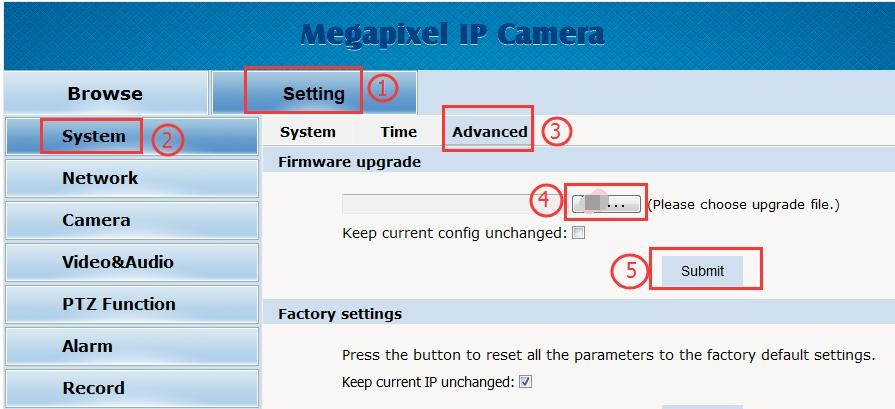 Megapixel IP Camera
Browse
Setting
1
System
2
System
Time
Advanced
3
Network
Firmware upgrade
4
...
(Please choose upgrade file.)
Camera
Keep current config unchanged:
Video&Audio
5
Submit
PTZ Function
Factory settings
Alarm
Press the button to reset all the parameters to the factory default settings.
Record
Keep current IP unchanged: